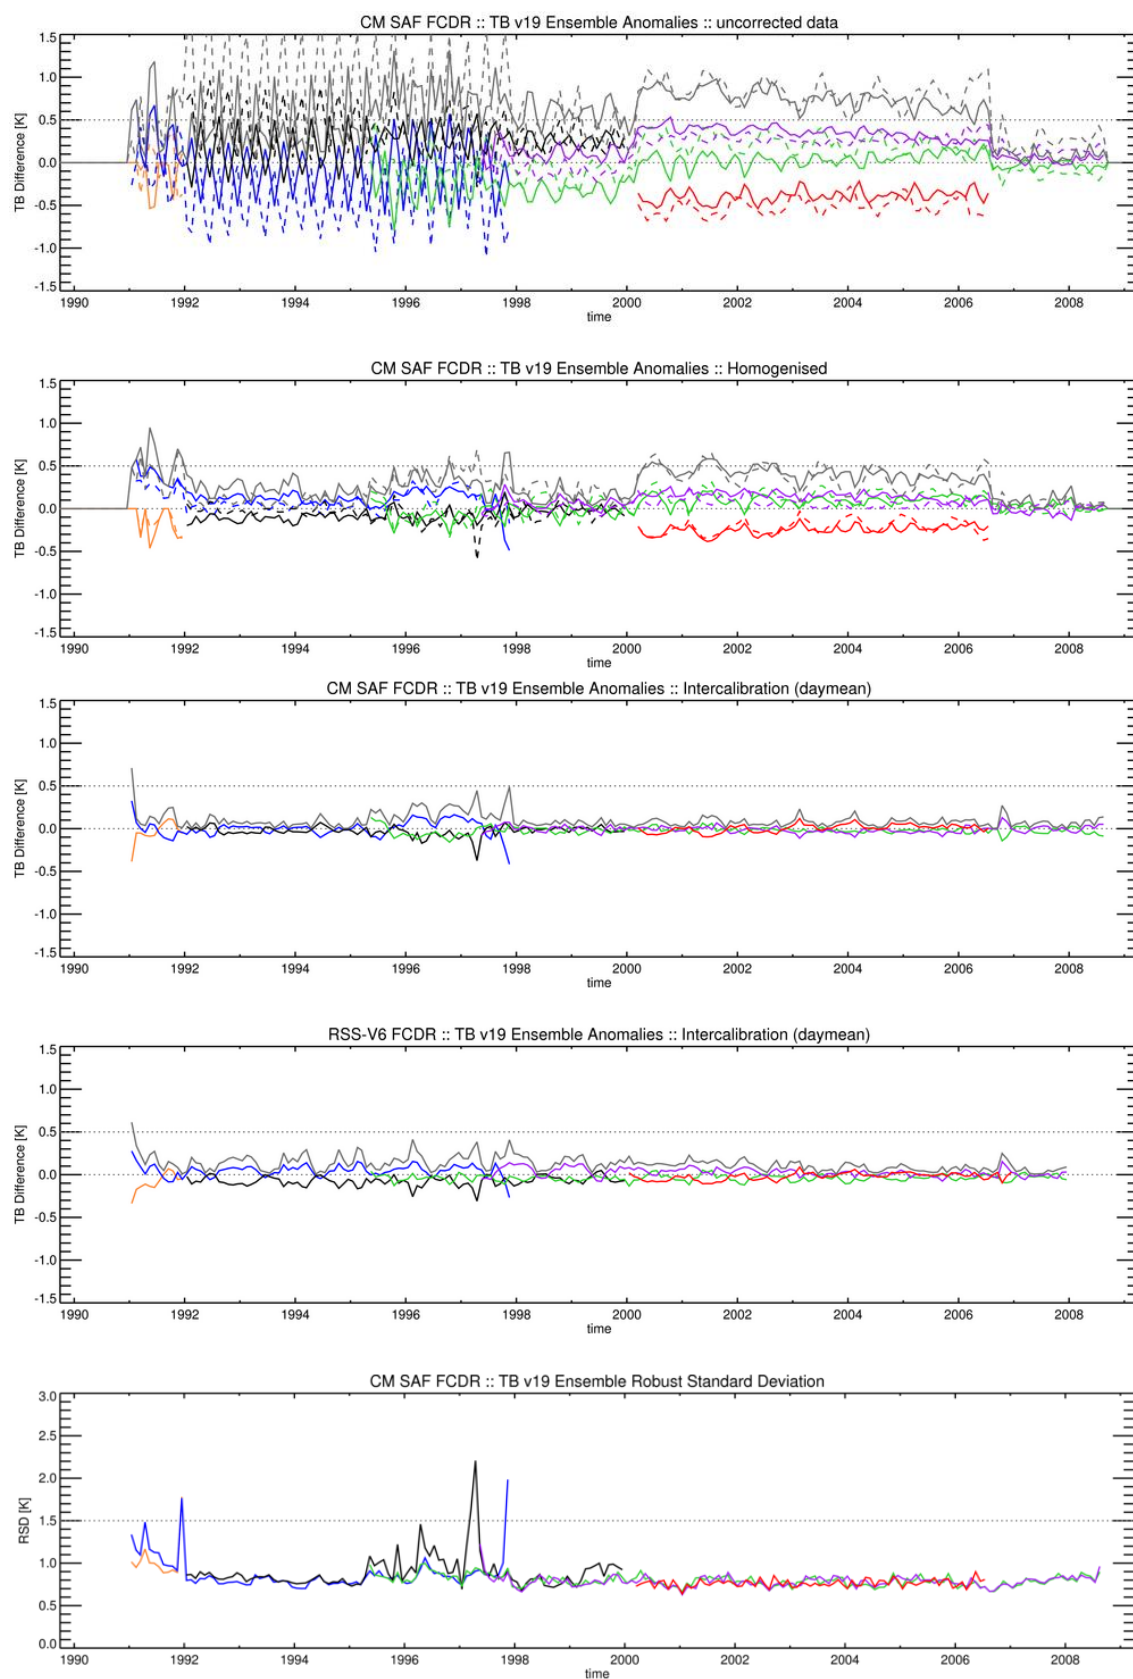 CM SAF FCDR :: TB v19 Ensemble Anomalies :: uncorrected data
1.5
1.0
0.5
0.0
-0.5
-1.0
-1.5
TB Difference [K]
1990 1992 1994 1996 1998 2000 2002 2004 2006 2008
time
CM SAF FCDR :: TB v19 Ensemble Anomalies :: Homogenised
1.5
1.0
0.5
0.0
-0.5
-1.0
-1.5
TB Difference [K]
1990 1992 1994 1996 1998 2000 2002 2004 2006 2008
time
CM SAF FCDR :: TB v19 Ensemble Anomalies :: Intercalibration (daymean)
1.5
1.0
0.5
0.0
-0.5
-1.0
-1.5
TB Difference [K]
1990 1992 1994 1996 1998 2000 2002 2004 2006 2008
time
RSS-V6 FCDR :: TB v19 Ensemble Anomalies :: Intercalibration (daymean)
1.5
1.0
0.5
0.0
-0.5
-1.0
-1.5
TB Difference [K]
1990 1992 1994 1996 1998 2000 2002 2004 2006 2008
time
CM SAF FCDR :: TB v19 Ensemble Robust Standard Deviation
3.0
2.5
2.0
1.5
1.0
0.5
0.0
RSD [K]
1990 1992 1994 1996 1998 2000 2002 2004 2006 2008
time